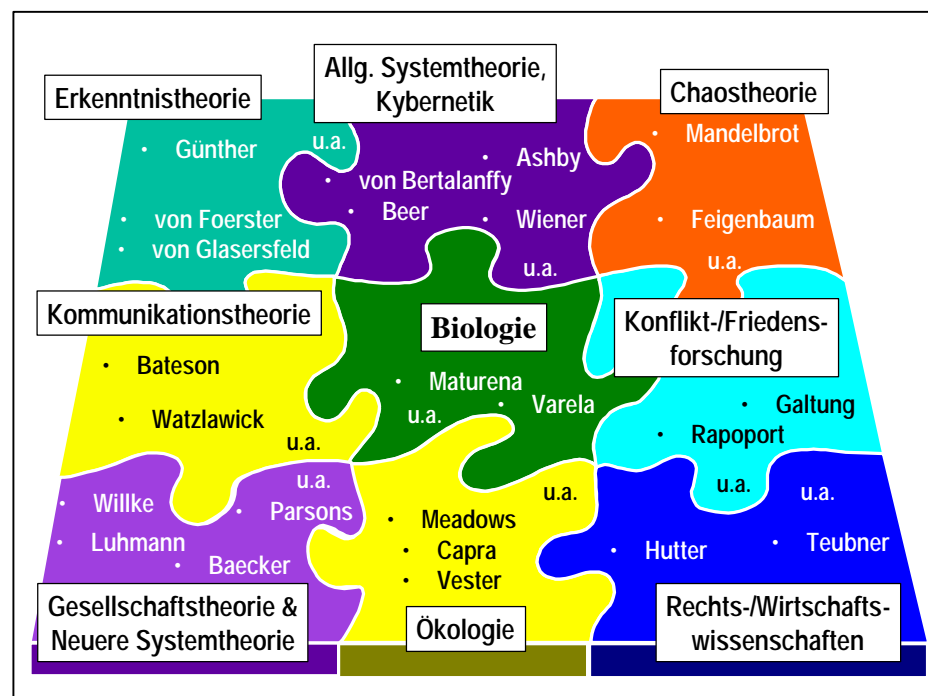 Erkenntnistheorie
• Günther
u.a.
• von Foerster
• von Glasersfeld
Allg. Systemtheorie,
Kybernetik
• Ashby
• von Bertalanffy
• Beer
• Wiener
u.a.
Chaostheorie
• Mandelbrot
• Feigenbaum
u.a.
Kommunikationstheorie
• Bateson
• Watzlawick
u.a.
Biologie
• Maturena
• Varela
u.a.
Konflikt-/Friedens-
forschung
• Galtung
• Rapoport
u.a.
u.a.
• Willke
• Parsons
• Luhmann
• Baecker
Gesellschaftstheorie &
Neuere Systemtheorie
u.a.
• Meadows
• Capra
• Vester
Ökologie
u.a.
• Hutter
• Teubner
Rechts-/Wirtschafts-
wissenschaften